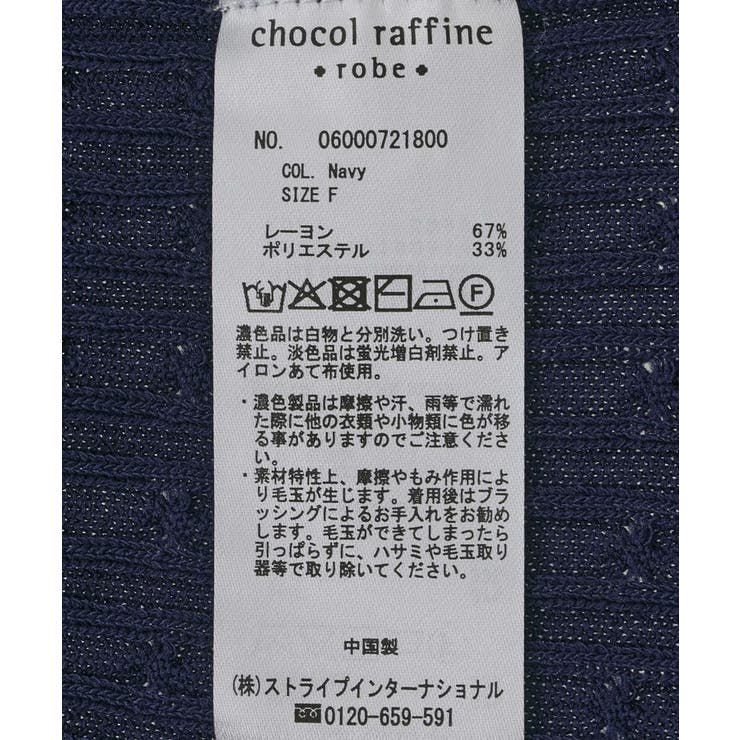 chocol raffine
robe
NO. 06000721800
COL. Navy
SIZE F
レーヨン 67%
ポリエステル 33%
F
濃色品は白物と分別洗い。つけ置き
禁止。淡色品は蛍光増白剤禁止。ア
イロンあて布使用。
・濃色製品は摩擦や汗、雨等で濡れ
た際に他の衣類や小物類に色が移
る事がありますのでご注意くださ
い。
・素材特性上、摩擦やもみ作用によ
り毛玉が生じます。着用後はブラ
ッシングによるお手入れをお勧め
します。毛玉ができてしまったら
引っぱらずに、ハサミや毛玉取り
器等で取り除いてください。
中国製
(株)ストライプインターナショナル
0120-659-591